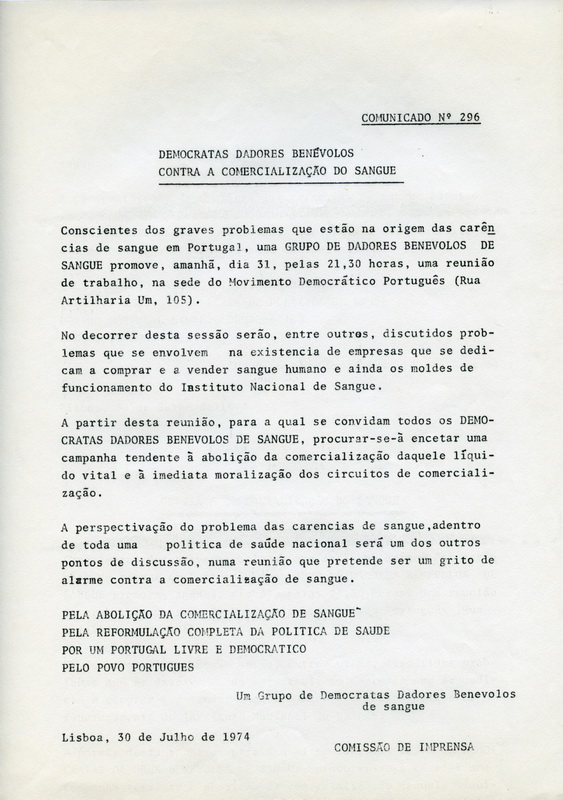 COMUNICADO Nº 296
DEMOCRATAS DADORES BENÉVOLOS
CONTRA A COMERCIALIZAÇÃO DO SANGUE
Conscientes dos graves problemas que estão na origem das carên
cias de sangue em Portugal, uma GRUPO DE DADORES BENEVOLOS DE
SANGUE promove, amanhã, dia 31, pelas 21,30 horas, uma reunião
de trabalho, na sede do Movimento Democrático Português (Rua
Artilharia Um, 105).
No decorrer desta sessão serão, entre outros, discutidos prob-
lemas que se envolvem na existencia de empresas que se dedi-
cam a comprar e a vender sangue humano e ainda os moldes de
funcionamento do Instituto Nacional de Sangue.
A partir desta reunião, para a qual se convidam todos os DEMO-
CRATAS DADORES BENEVOLOS DE SANGUE, procurar-se-à encetar uma
campanha tendente à abolição da comercialização daquele líqui-
do vital e à imediata moralização dos circuitos de comerciali-
zação.
A perspectivação do problema das carencias de sangue,adentro
de toda uma politica de saúde nacional será um dos outros
pontos de discussão, numa reunião que pretende ser um grito de
alarme contra a comercialização de sangue.
PELA ABOLIÇÃO DA COMERCIALIZAÇÃO DE SANGUE~
PELA REFORMULAÇÃO COMPLETA DA POLITICA DE SAUDE
POR UM PORTUGAL LIVRE E DEMOCRATICO
PELO POVO PORTUGUES
Um Grupo de Democratas Dadores Benevolos
de sangue
Lisboa, 30 de Julho de 1974
COMISSÃO DE IMPRENSA